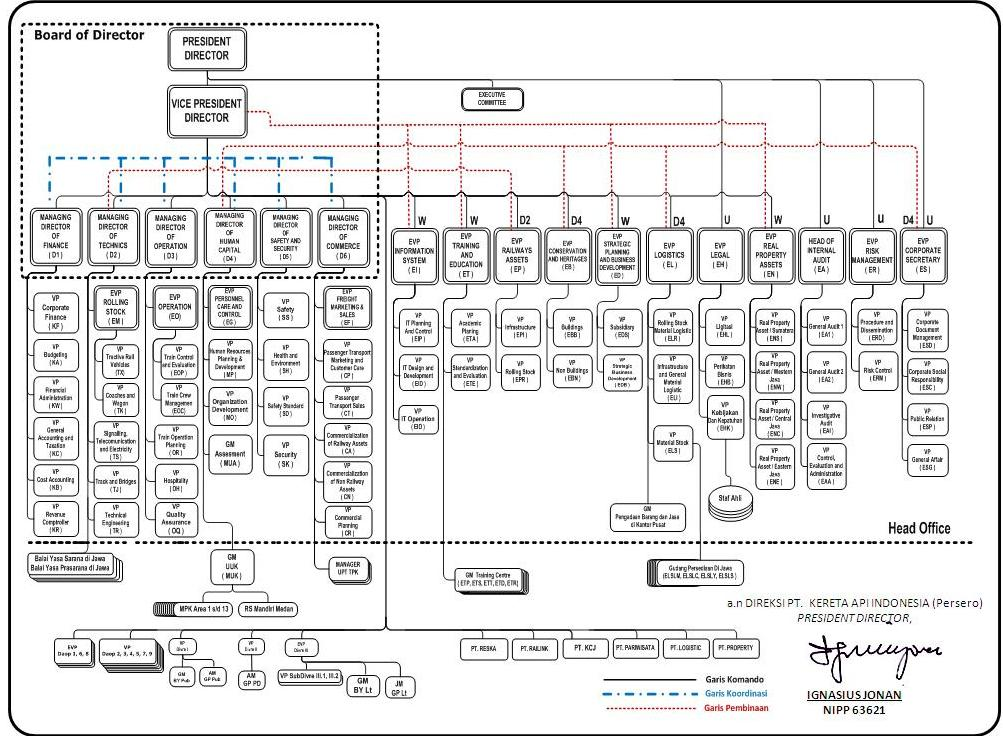 Board of Director
PRESIDENT
DIRECTOR
VICE PRESIDENT
DIRECTOR
EXECUTIVE
COMMITTEE
MANAGING
DIRECTOR
OF
FINANCE
(D1)
MANAGING
DIRECTOR
OF
TECHNICS
(D2)
MANAGING
DIRECTOR
OF
OPERATION
(D3)
MANAGING
DIRECTOR
OF
HUMAN
CAPITAL
(D4)
MANAGING
DIRECTOR
OF
SAFETY AND
SECURITY
(D5)
MANAGING
DIRECTOR
OF
COMMERCE
(D6)
W
EVP
INFORMATION
SYSTEM
(EI)
W
EVP
TRAINING
AND
EDUCATION
(ET)
D2
EVP
RAILWAYS
ASSETS
(EP)
D4
EVP
CONSERVATION
AND HERITAGES
(EB)
W
EVP
STRATEGIC
PLANNING
AND BUSINESS
DEVELOPMENT
(ED)
D4
EVP
LOGISTICS
(EL)
U
EVP
LEGAL
(EH)
W
EVP
REAL
PROPERTY
ASSETS
(EN)
U
HEAD OF
INTERNAL
AUDIT
(EA)
u
EVP
RISK
MANAGEMENT
(ER)
D4 U
EVP
CORPORATE
SECRETARY
(ES)
VP
Corporate
Finance
(KF)
VP
Budgeting
(KA)
VP
Financial
Administration
(KW)
VP
General
Accounting and
Taxation
(KC)
VP
Cost Accounting
(KB)
VP
Revenue
Comptroller
(KR)
EVP
ROLLING
STOCK
(EM)
VP
Tractive Rail
Vehicles
(TX)
VP
Coaches and
Wagon
(TK)
VP
Signalling,
Telecomunication
and Electricity
(TS)
VP
Track and Bridges
(TJ)
VP
Technical
Engineering
(TR)
EVP
OPERATION
(EO)
VP
Train Control
and Evaluation
(EOP)
VP
Train Crew
Managemen
(EOC)
VP
Train Operation
Planning
(OR)
VP
Hospitality
(OH)
VP
Quality
Assurance
(OQ)
EVP
PERSONNEL
CARE AND
CONTROL
(EG)
VP
Human Resources
Planning &
Development
(MP)
VP
Organization
Development
(MO)
GM
Assesment
(MUA)
VP
Safety
(SS)
VP
Health and
Environment
(SH)
VP
Safety Standard
(SD)
VP
Security
(SK)
EVP
FREIGHT
MARKETING &
SALES
(EF)
VP
Passenger Transport
Marketing and
Customer Care
(CP)
VP
Passenger
Transport Sales
(CT)
VP
Commercialization
of Railway Assets
(CA)
VP
Commercialization
of Non Railway
Assets
(CN)
VP
Commercial
Planning
(CR)
VP
IT Planning
And Control
(EIP)
VP
IT Design and
Development
(EID)
VP
IT Operation
(EIO)
VP
Academic
Planing
(ETA)
VP
Standardization
and Evaluation
(ETE)
VP
Infrastructure
(EPI)
VP
Rolling Stock
(EPR)
VP
Buildings
(EBB)
VP
Non Buildings
(EBN)
VP
Subsidiary
(EDS)
VP
Strategic
Business
Development
(EDB)
VP
Rolling Stock
Material Logistic
(ELR)
VP
Infrastructure
and General
Material
Logistic
(ELI)
VP
Material Stock
(ELS)
GM
Pengadaan Barang dan Jasa
di Kantor Pusat
VP
Ligitasi
(EHL)
VP
Perikatan
Bisnis
(EHB)
VP
Kebijakan
Dan Kepatuhan
(EHK)
Staf Ahli
VP
Real Property
Asset / Sumatera
(ENS)
VP
Real Property
Asset / Western
Java
(ENW)
VP
Real Property
Asset / Central
Java
(ENC)
VP
Real Property
Asset / Eastern
Java
(ENE)
VP
General Audit 1
(EA1)
VP
General Audit 2
(EA2)
VP
Investigative
Audit
(EAI)
VP
Control,
Evaluation and
Administration
(EAA)
VP
Procedure and
Dissemination
(ERD)
VP
Risk Control
(ERM)
VP
Corporate
Document
Management
(ESD)
VP
Corporate Social
Responsibility
(ESC)
VP
Public Relation
(ESP)
VP
General Affair
(ESG)
Head Office
Balai Yasa Sarana di Jawa
Balai Yasa Prasarana di Jawa
GM
UUK
(MUK)
MANAGER
UPT TPK
GM Training Centre
(ETP, ETS, ETT, ETD, ETR)
Gudang Persediaan Di Jawa
(ELSLM, ELSLC, ELSLY, ELSLS)
MPK Area 1 s/d 13
RS Mandiri Medan
EVP
Daop 1, 6, 8
VP
Daop 2, 3, 4, 5, 7, 9
VP
Divre I
GM
BY Pub
AM
GP Pub
VP
Divre II
AM
GP PD
EVP
Divre III
VP SubDivre III.1, III.2
GM
BY Lt
JM
GP Lt
PT. RESKA
PT. RAILINK
PT. KCJ
PT. PARIWISATA
PT. LOGISTIC
PT. PROPERTY
a.n DIREKSI PT. KERETA API INDONESIA (Persero)
PRESIDENT DIRECTOR,
IGNASIUS JONAN
NIPP 63621
Garis Komando
Garis Koordinasi
Garis Pembinaan